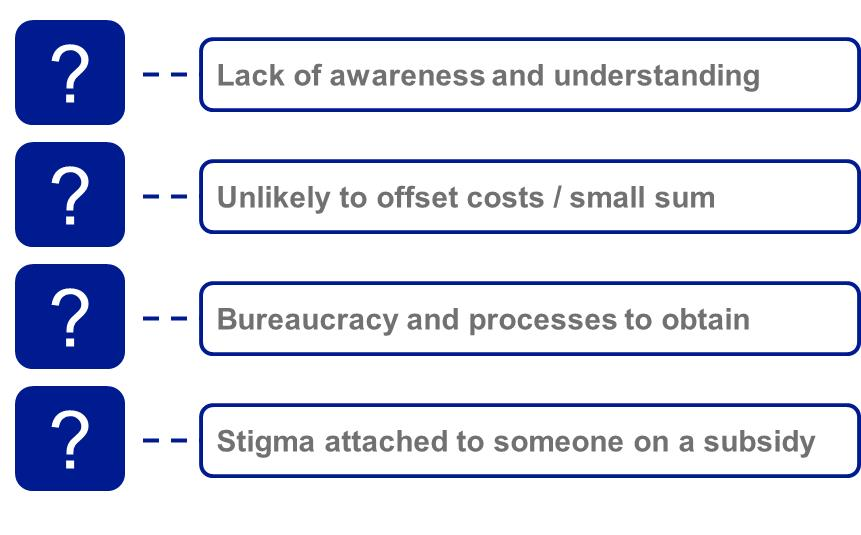 ? Lack of awareness and understanding
? Unlikely to offset costs / small sum
? Bureaucracy and processes to obtain
? Stigma attached to someone on a subsidy